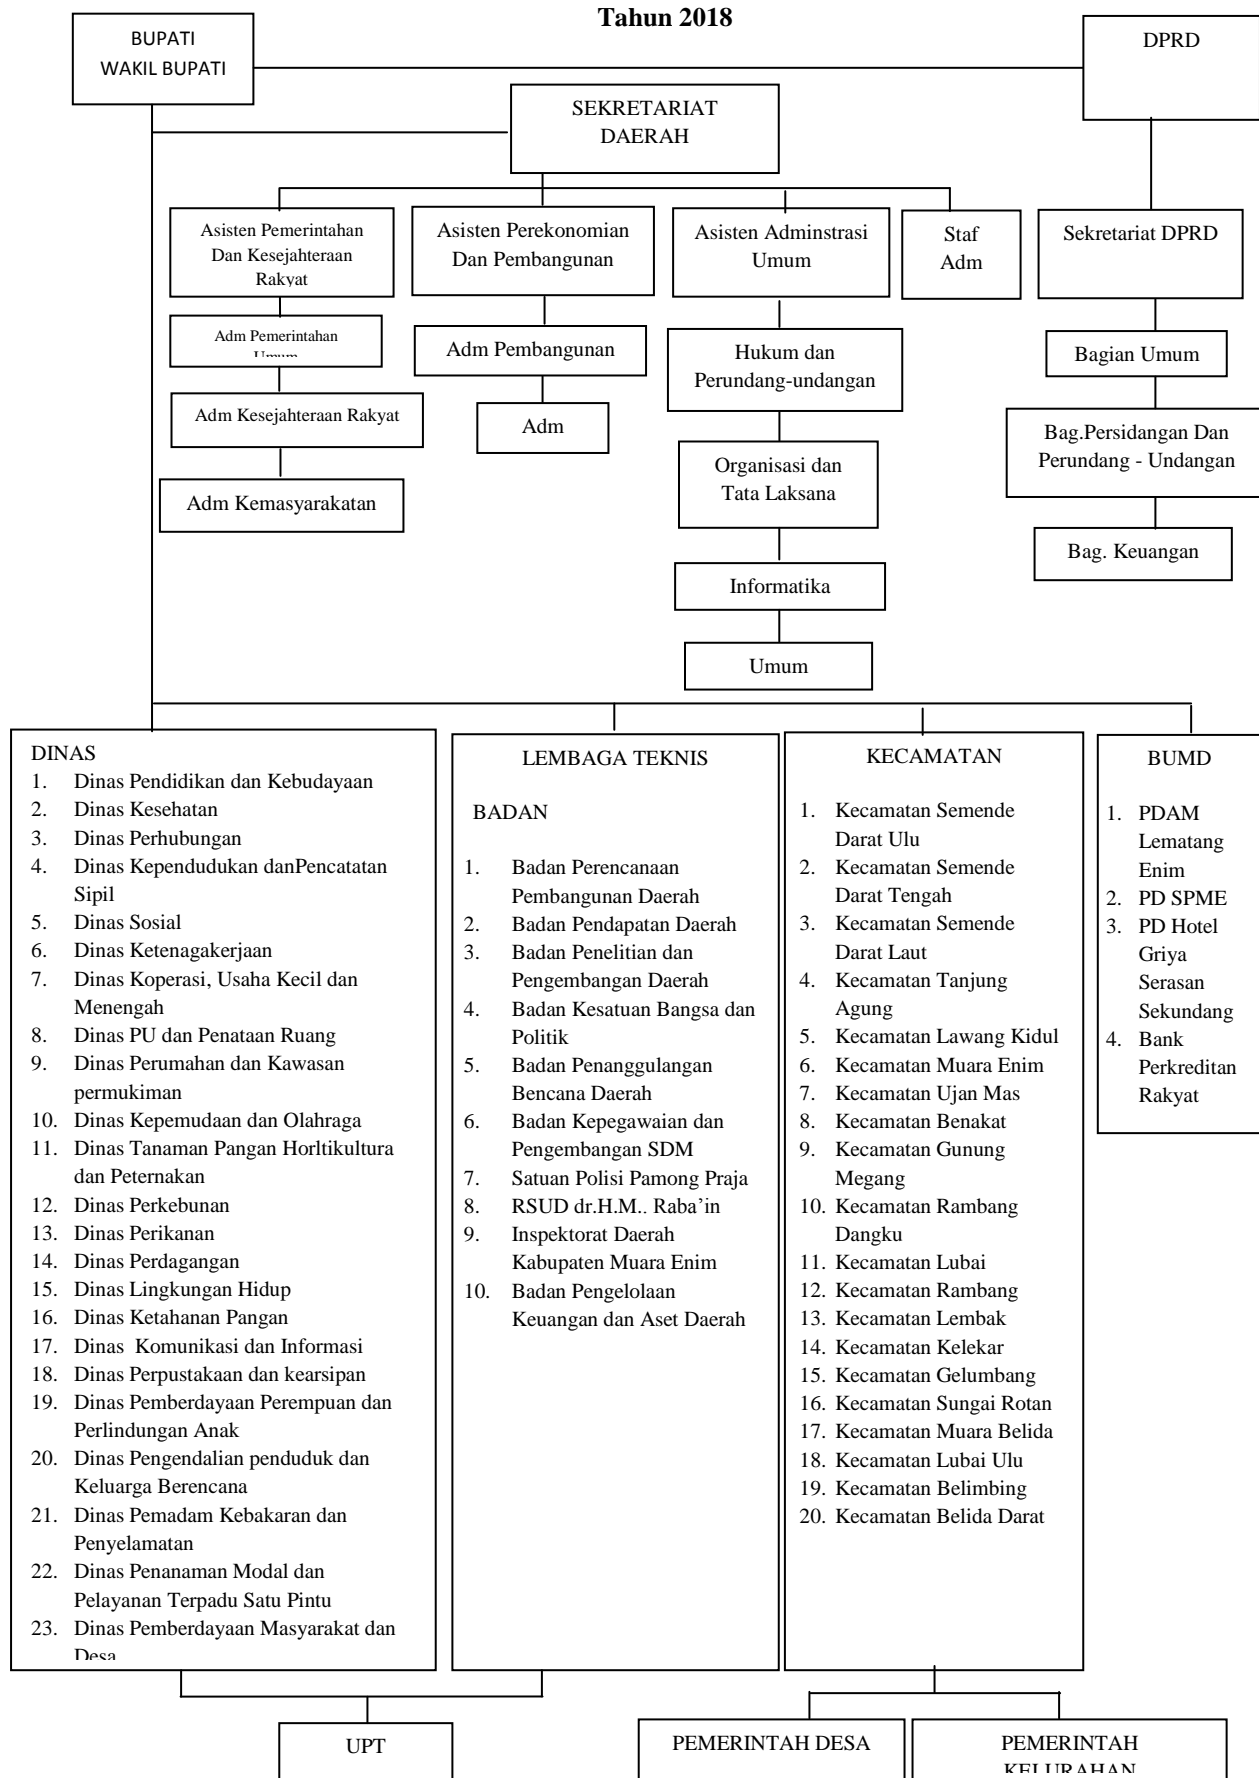 Tahun 2018
BUPATI
WAKIL BUPATI
DPRD
SEKRETARIAT
DAERAH
Asisten Pemerintahan
Dan Kesejahteraan
Rakyat
Asisten Perekonomian
Dan Pembangunan
Asisten Adminstrasi
Umum
Staf
Adm
Sekretariat DPRD
Adm Pemerintahan
Umum
Adm Pembangunan
Hukum dan
Perundang-undangan
Bagian Umum
Adm Kesejahteraan Rakyat
Adm
Bag.Persidangan Dan
Perundang - Undangan
Adm Kemasyarakatan
Organisasi dan
Tata Laksana
Bag. Keuangan
Informatika
Umum
DINAS
1. Dinas Pendidikan dan Kebudayaan
2. Dinas Kesehatan
3. Dinas Perhubungan
4. Dinas Kependudukan danPencatatan
Sipil
5. Dinas Sosial
6. Dinas Ketenagakerjaan
7. Dinas Koperasi, Usaha Kecil dan
Menengah
8. Dinas PU dan Penataan Ruang
9. Dinas Perumahan dan Kawasan
permukiman
10. Dinas Kepemudaan dan Olahraga
11. Dinas Tanaman Pangan Horltikultura
dan Peternakan
12. Dinas Perkebunan
13. Dinas Perikanan
14. Dinas Perdagangan
15. Dinas Lingkungan Hidup
16. Dinas Ketahanan Pangan
17. Dinas Komunikasi dan Informasi
18. Dinas Perpustakaan dan kearsipan
19. Dinas Pemberdayaan Perempuan dan
Perlindungan Anak
20. Dinas Pengendalian penduduk dan
Keluarga Berencana
21. Dinas Pemadam Kebakaran dan
Penyelamatan
22. Dinas Penanaman Modal dan
Pelayanan Terpadu Satu Pintu
23. Dinas Pemberdayaan Masyarakat dan
Desa
LEMBAGA TEKNIS
BADAN
1. Badan Perencanaan
Pembangunan Daerah
2. Badan Pendapatan Daerah
3. Badan Penelitian dan
Pengembangan Daerah
4. Badan Kesatuan Bangsa dan
Politik
5. Badan Penanggulangan
Bencana Daerah
6. Badan Kepegawaian dan
Pengembangan SDM
7. Satuan Polisi Pamong Praja
8. RSUD dr.H.M.. Raba’in
9. Inspektorat Daerah
Kabupaten Muara Enim
10. Badan Pengelolaan
Keuangan dan Aset Daerah
KECAMATAN
1. Kecamatan Semende
Darat Ulu
2. Kecamatan Semende
Darat Tengah
3. Kecamatan Semende
Darat Laut
4. Kecamatan Tanjung
Agung
5. Kecamatan Lawang Kidul
6. Kecamatan Muara Enim
7. Kecamatan Ujan Mas
8. Kecamatan Benakat
9. Kecamatan Gunung
Megang
10. Kecamatan Rambang
Dangku
11. Kecamatan Lubai
12. Kecamatan Rambang
13. Kecamatan Lembak
14. Kecamatan Kelekar
15. Kecamatan Gelumbang
16. Kecamatan Sungai Rotan
17. Kecamatan Muara Belida
18. Kecamatan Lubai Ulu
19. Kecamatan Belimbing
20. Kecamatan Belida Darat
BUMD
1. PDAM
Lematang
Enim
2. PD SPME
3. PD Hotel
Griya
Serasan
Sekundang
4. Bank
Perkreditan
Rakyat
UPT
PEMERINTAH DESA
PEMERINTAH
KELURAHAN